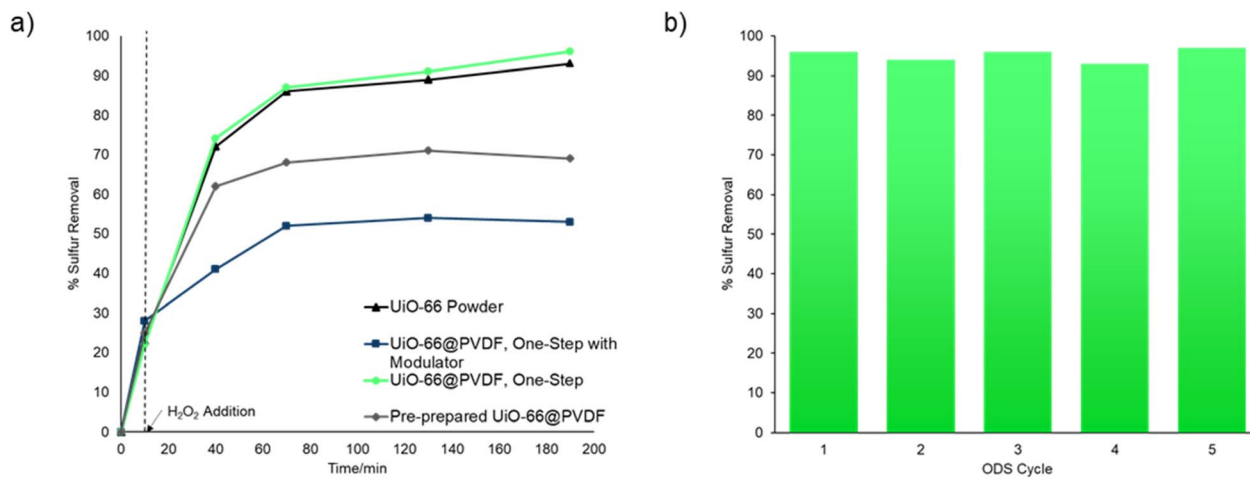 a)
100
90
80
70
60
50
40
30
20
10
0
% Sulfur Removal
0 20 40 60 80 100 120 140 160 180 200
Time/min
H₂O₂ Addition
UiO-66 Powder
UiO-66@PVDF, One-Step with
Modulator
UiO-66@PVDF, One-Step
Pre-prepared UiO-66@PVDF
b)
100
90
80
70
60
50
40
30
20
10
0
% Sulfur Removal
1 2 3 4 5
ODS Cycle